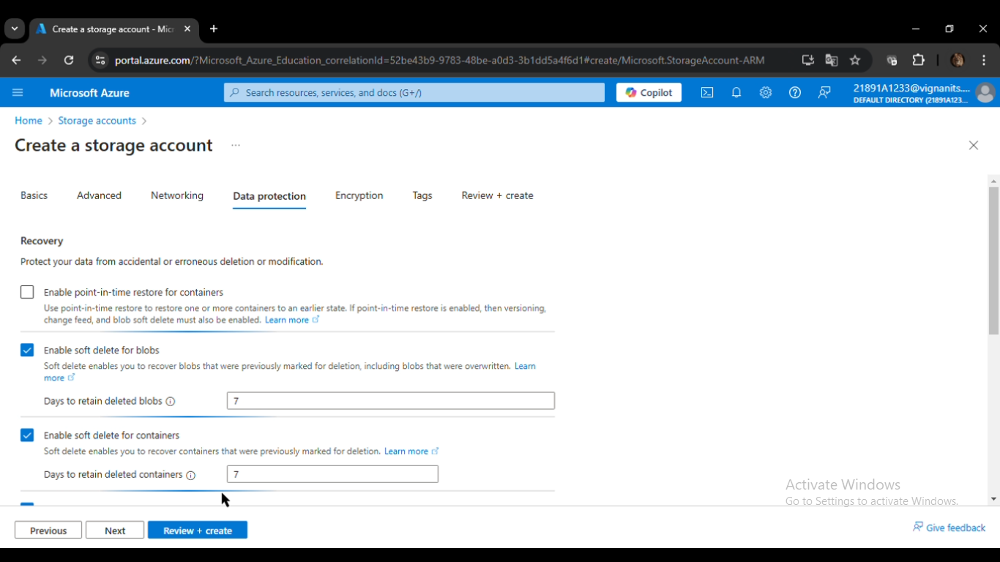 Create a storage account - Mic
portal.azure.com/?Microsoft_Azure_Education_correlationId=52be43b9-9783-48be-a0d3-3b1dd5a4f6d1#create/Microsoft.StorageAccount-ARM
Microsoft Azure
Search resources, services, and docs (G+/)
Copilot
21891A1233@vignanits....
DEFAULT DIRECTORY (21891A123...
Home > Storage accounts >
Create a storage account ...
Basics Advanced Networking Data protection Encryption Tags Review + create
Recovery
Protect your data from accidental or erroneous deletion or modification.
Enable point-in-time restore for containers
Use point-in-time restore to restore one or more containers to an earlier state. If point-in-time restore is enabled, then versioning,
change feed, and blob soft delete must also be enabled. Learn more
Enable soft delete for blobs
Soft delete enables you to recover blobs that were previously marked for deletion, including blobs that were overwritten. Learn
more
Days to retain deleted blobs 7
Enable soft delete for containers
Soft delete enables you to recover containers that were previously marked for deletion. Learn more
Days to retain deleted containers 7
Activate Windows
Go to Settings to activate Windows.
Previous Next Review + create
Give feedback